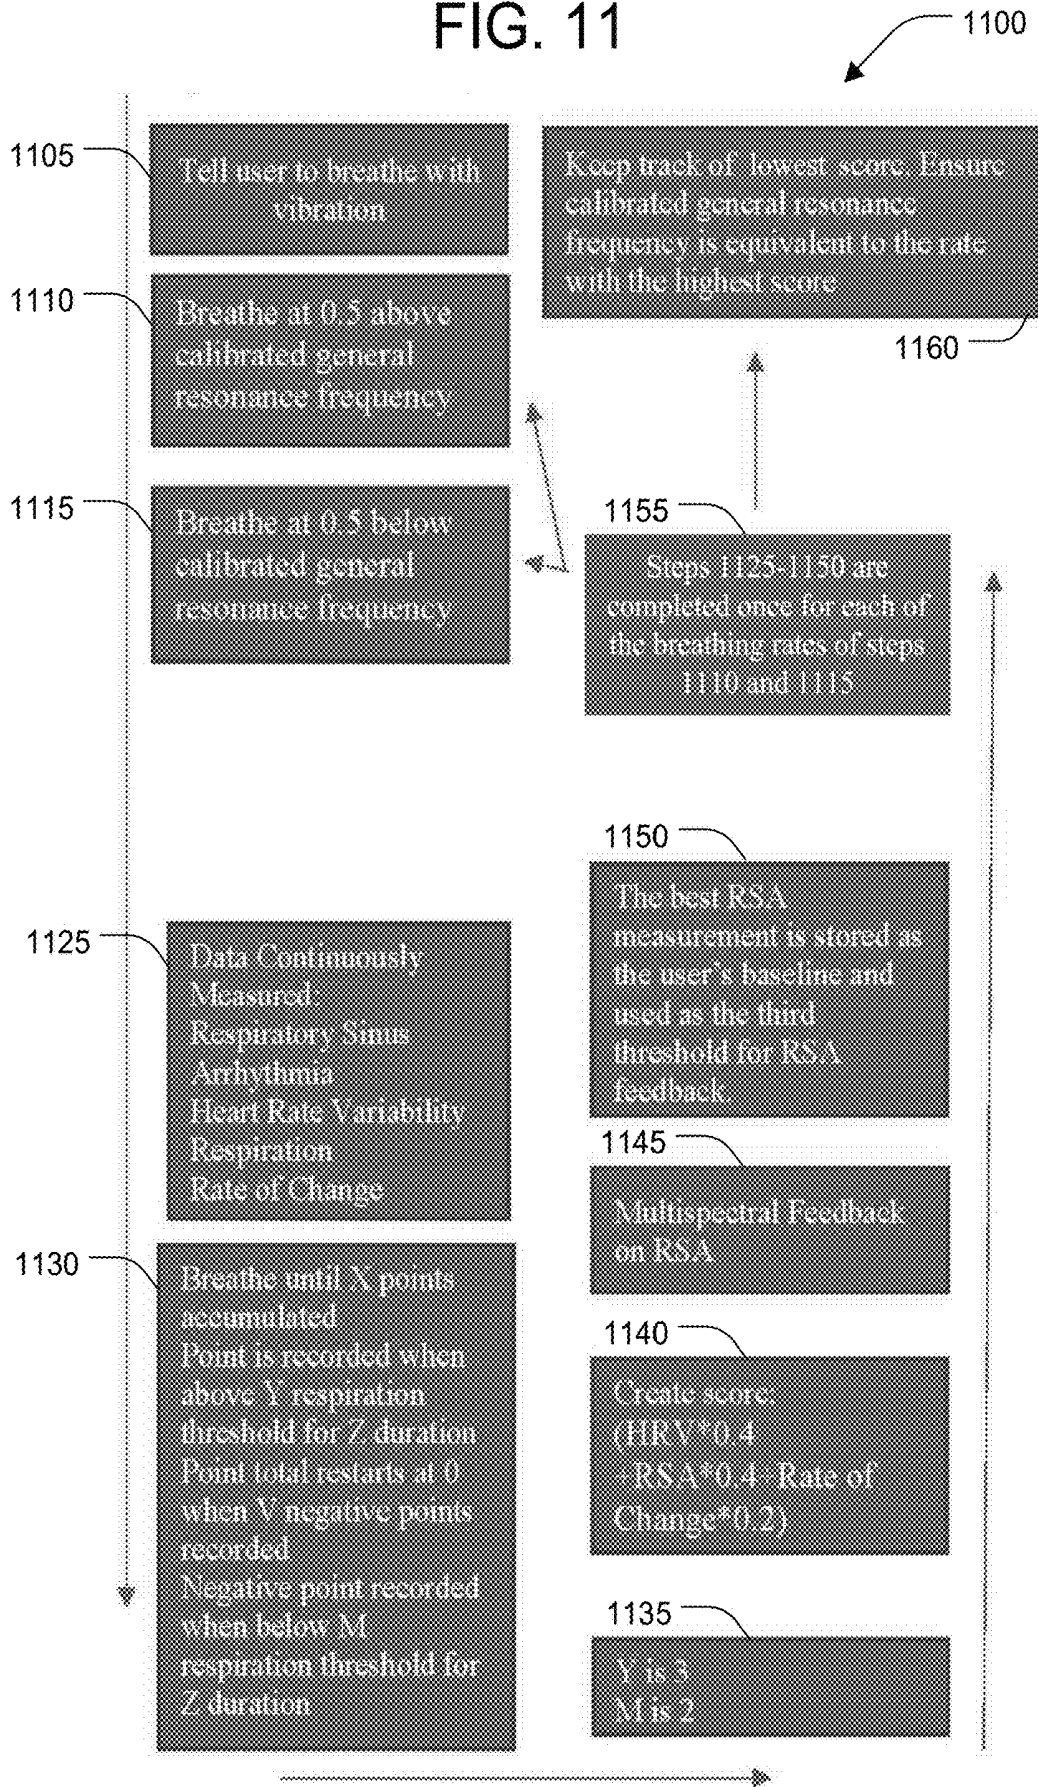 FIG. 11
1100
1105
Tell user to breathe with
vibration
1110
Breathe at 0.5 above
calibrated general
resonance frequency
1115
Breathe at 0.5 below
calibrated general
resonance frequency
1125
Data Continuously
Measured:
Respiratory Sinus
Arrhythmia
Heart Rate Variability
Respiration
Rate of Change
1130
Breathe until X points
accumulated
Point is recorded when
above Y respiration
threshold for Z duration
Point total restarts at 0
when V negative points
recorded
Negative point recorded
when below M
respiration threshold for
Z duration
1135
Y is 3
M is 2
1140
Create score:
(HRV*0.4
+RSA*0.4+Rate of
Change*0.2)
1145
Multispectral Feedback
on RSA
1150
The best RSA
measurement is stored as
the user's baseline and
used as the third
threshold for RSA
feedback.
1155
Steps 1125-1150 are
completed once for each of
the breathing rates of steps
1110 and 1115
Keep track of lowest score. Ensure
calibrated general resonance
frequency is equivalent to the rate
with the highest score
1160